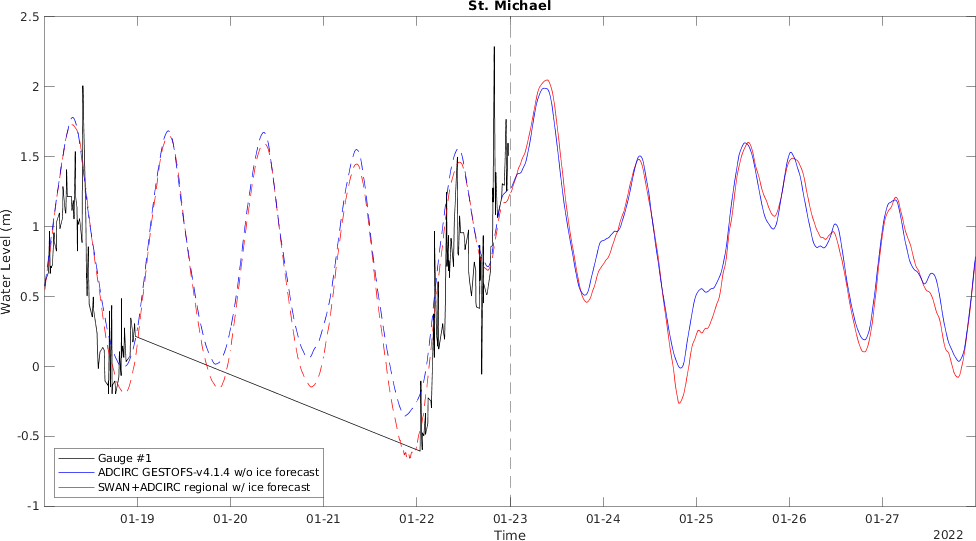 St. Michael
2.5
2
1.5
1
0.5
0
-0.5
-1
Water Level (m)
Gauge #1
ADCIRC GESTOFS-v4.1.4 w/o ice forecast
SWAN+ADCIRC regional w/ ice forecast
01-19 01-20 01-21 01-22 01-23 01-24 01-25 01-26 01-27
Time
2022